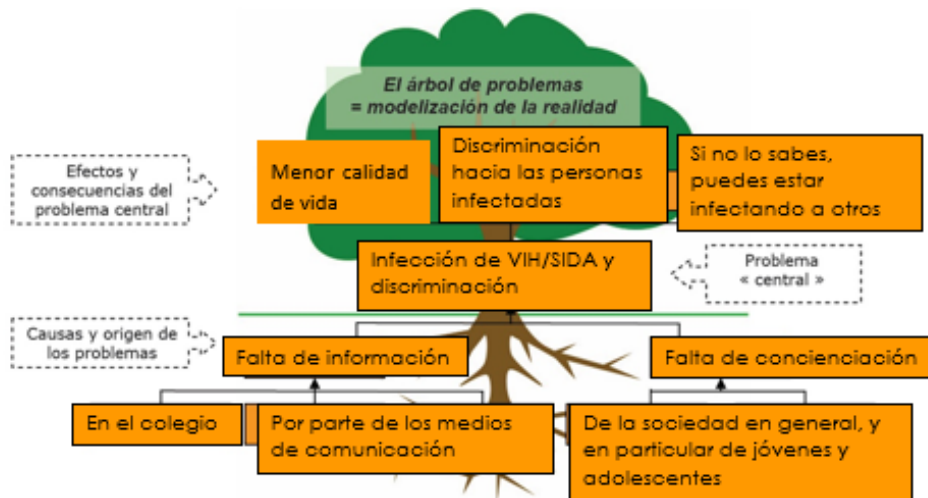 El árbol de problemas
= modelización de la realidad
Efectos y
consecuencias del
problema central
Menor calidad
de vida
Discriminación
hacia las personas
infectadas
Si no lo sabes,
puedes estar
infectando a otros
Infección de VIH/SIDA y
discriminación
Problema
« central »
Causas y origen de
los problemas
Falta de información
Falta de concienciación
En el colegio
Por parte de los medios
de comunicación
De la sociedad en general, y
en particular de jóvenes y
adolescentes